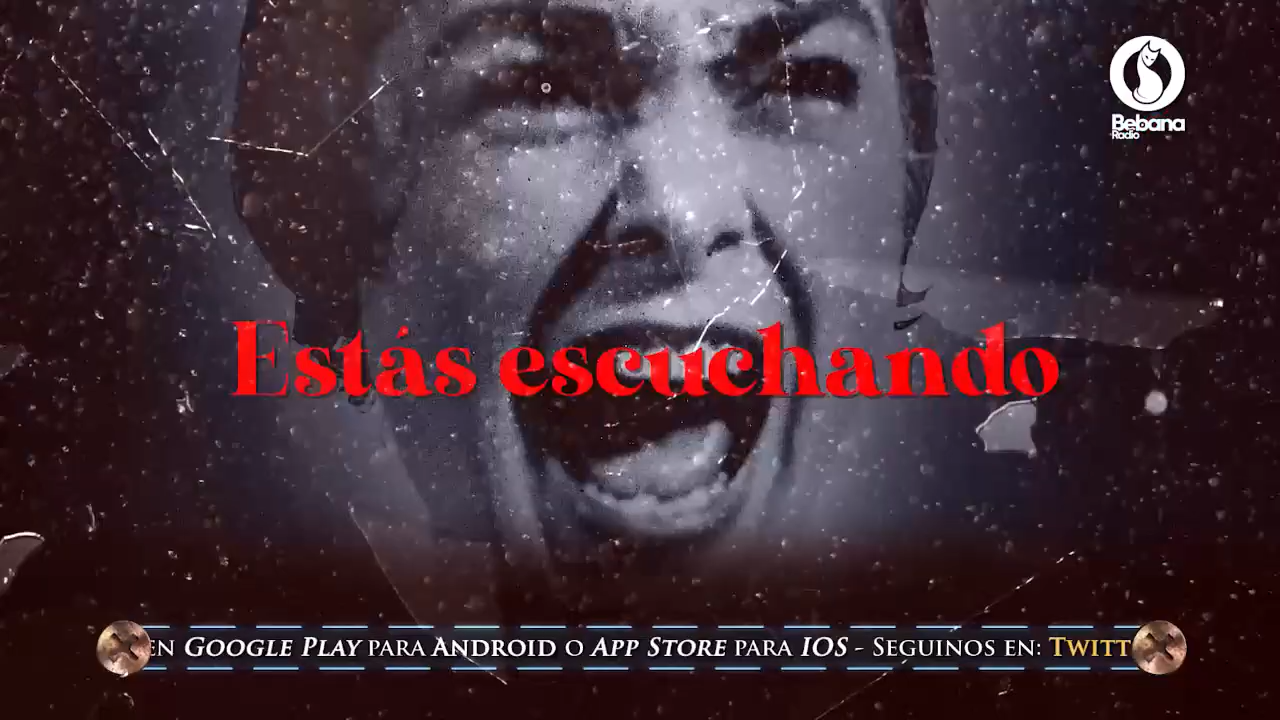 Bebana
Radio
Estás escuchando
EN GOOGLE PLAY PARA ANDROID O APP STORE PARA IOS - SEGUINOS EN: TWITT